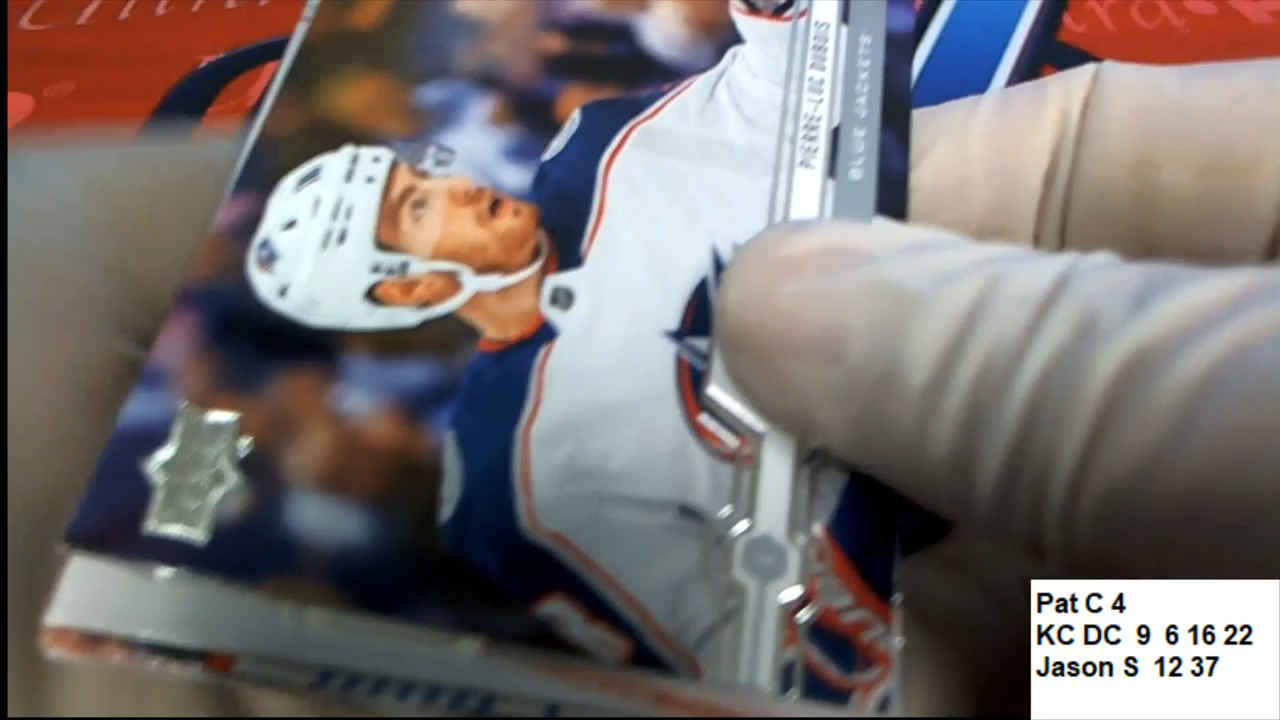 PIERRE-LUC DUBOIS
BLUE JACKETS
Pat C 4
KC DC 9 6 16 22
Jason S 12 37